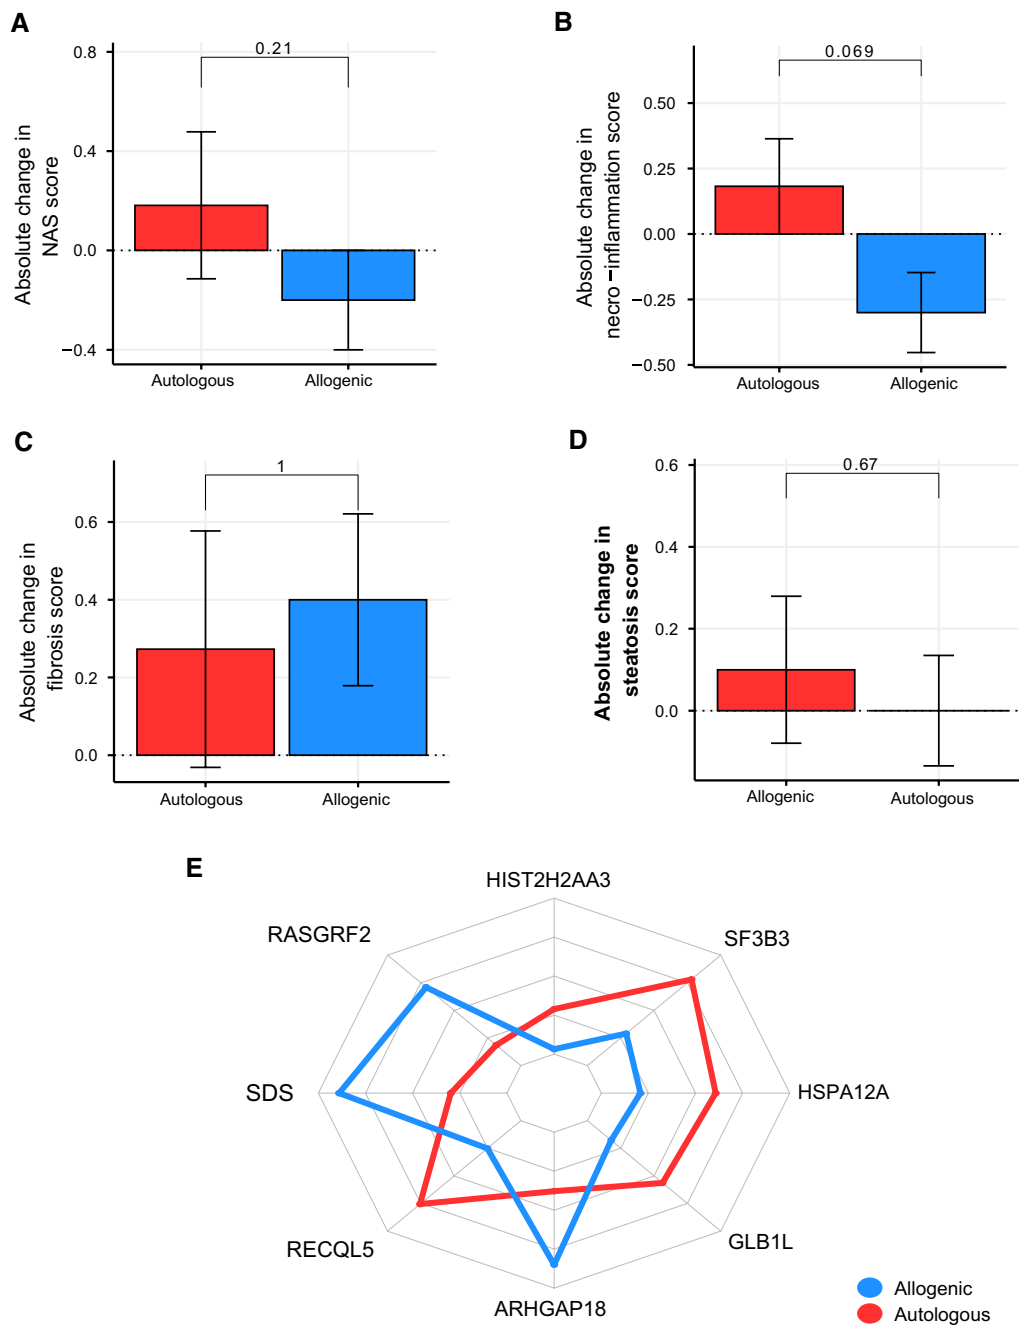 A
0.21
0.8
0.4
0.0
−0.4
Absolute change in
NAS score
Autologous
Allogenic
B
0.069
0.50
0.25
0.00
−0.25
−0.50
Absolute change in
necro−inflammation score
Autologous
Allogenic
C
1
0.6
0.4
0.2
0.0
Absolute change in
fibrosis score
Autologous
Allogenic
D
0.67
0.6
0.4
0.2
0.0
Absolute change in
steatosis score
Allogenic
Autologous
E
HIST2H2AA3
RASGRF2
SF3B3
SDS
HSPA12A
RECQL5
GLB1L
ARHGAP18
Allogenic
Autologous